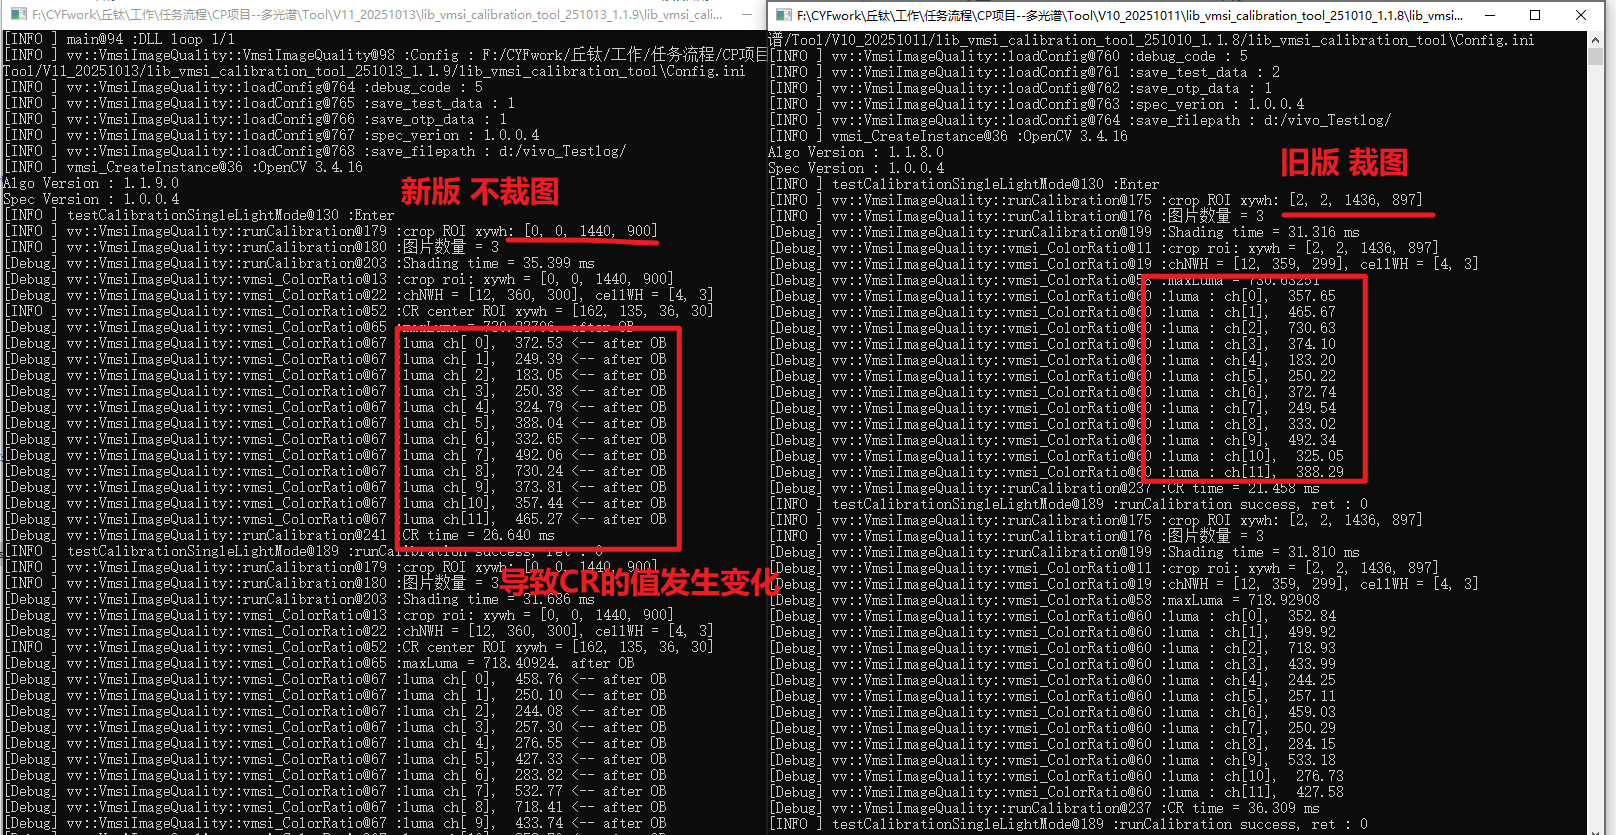 F:\CYFwork\丘钛\工作\任务流程\CP项目--多光谱\Tool\V11_20251013\lib_vmsi_calibration_tool_251013_1.1.9\lib_vmsi_cali...
[INFO ] main@94 :DLL loop 1/1
[INFO ] vv::VmsiImageQuality::VmsiImageQuality@98 :Config : F:/CYFwork/丘钛/工作/任务流程/CP项目
Tool/V11_20251013/lib_vmsi_calibration_tool_251013_1.1.9/lib_vmsi_calibration_tool\Config.ini
[INFO ] vv::VmsiImageQuality::loadConfig@764 :debug_code : 5
[INFO ] vv::VmsiImageQuality::loadConfig@765 :save_test_data : 1
[INFO ] vv::VmsiImageQuality::loadConfig@766 :save_otp_data : 1
[INFO ] vv::VmsiImageQuality::loadConfig@767 :spec_verion : 1.0.0.4
[INFO ] vv::VmsiImageQuality::loadConfig@768 :save_filepath : d:/vivo_Testlog/
[INFO ] vmsi_CreateInstance@36 :OpenCV 3.4.16
Algo Version : 1.1.9.0
Spec Version : 1.0.0.4
新版 不裁图
[INFO ] testCalibrationSingleLightMode@130 :Enter
[INFO ] vv::VmsiImageQuality::runCalibration@179 :crop ROI xywh: [0, 0, 1440, 900]
[INFO ] vv::VmsiImageQuality::runCalibration@180 :图片数量 = 3
[Debug] vv::VmsiImageQuality::runCalibration@203 :Shading time = 35.399 ms
[Debug] vv::VmsiImageQuality::vmsi_ColorRatio@13 :crop roi: xywh = [0, 0, 1440, 900]
[Debug] vv::VmsiImageQuality::vmsi_ColorRatio@22 :chNWH = [12, 360, 300], cellWH = [4, 3]
[INFO ] vv::VmsiImageQuality::vmsi_ColorRatio@52 :CR center ROI xywh = [162, 135, 36, 30]
[Debug] vv::VmsiImageQuality::vmsi_ColorRatio@65 :maxLuma = 730.23706. after OB
[Debug] vv::VmsiImageQuality::vmsi_ColorRatio@67 :luma ch[ 0],   372.53 <-- after OB
[Debug] vv::VmsiImageQuality::vmsi_ColorRatio@67 :luma ch[ 1],   249.39 <-- after OB
[Debug] vv::VmsiImageQuality::vmsi_ColorRatio@67 :luma ch[ 2],   183.05 <-- after OB
[Debug] vv::VmsiImageQuality::vmsi_ColorRatio@67 :luma ch[ 3],   250.38 <-- after OB
[Debug] vv::VmsiImageQuality::vmsi_ColorRatio@67 :luma ch[ 4],   324.79 <-- after OB
[Debug] vv::VmsiImageQuality::vmsi_ColorRatio@67 :luma ch[ 5],   388.04 <-- after OB
[Debug] vv::VmsiImageQuality::vmsi_ColorRatio@67 :luma ch[ 6],   332.65 <-- after OB
[Debug] vv::VmsiImageQuality::vmsi_ColorRatio@67 :luma ch[ 7],   492.06 <-- after OB
[Debug] vv::VmsiImageQuality::vmsi_ColorRatio@67 :luma ch[ 8],   730.24 <-- after OB
[Debug] vv::VmsiImageQuality::vmsi_ColorRatio@67 :luma ch[ 9],   373.81 <-- after OB
[Debug] vv::VmsiImageQuality::vmsi_ColorRatio@67 :luma ch[10],   357.44 <-- after OB
[Debug] vv::VmsiImageQuality::vmsi_ColorRatio@67 :luma ch[11],   465.27 <-- after OB
[Debug] vv::VmsiImageQuality::runCalibration@241 :CR time = 26.640 ms
[INFO ] testCalibrationSingleLightMode@189 :runCalibration success, ret : 0
[INFO ] vv::VmsiImageQuality::runCalibration@179 :crop ROI xywh: [0, 0, 1440, 900]
[INFO ] vv::VmsiImageQuality::runCalibration@180 :图片数量 = 3
导致CR的值发生变化
[Debug] vv::VmsiImageQuality::runCalibration@203 :Shading time = 31.686 ms
[Debug] vv::VmsiImageQuality::vmsi_ColorRatio@13 :crop roi: xywh = [0, 0, 1440, 900]
[Debug] vv::VmsiImageQuality::vmsi_ColorRatio@22 :chNWH = [12, 360, 300], cellWH = [4, 3]
[INFO ] vv::VmsiImageQuality::vmsi_ColorRatio@52 :CR center ROI xywh = [162, 135, 36, 30]
[Debug] vv::VmsiImageQuality::vmsi_ColorRatio@65 :maxLuma = 718.40924. after OB
[Debug] vv::VmsiImageQuality::vmsi_ColorRatio@67 :luma ch[ 0],   458.76 <-- after OB
[Debug] vv::VmsiImageQuality::vmsi_ColorRatio@67 :luma ch[ 1],   250.10 <-- after OB
[Debug] vv::VmsiImageQuality::vmsi_ColorRatio@67 :luma ch[ 2],   244.08 <-- after OB
[Debug] vv::VmsiImageQuality::vmsi_ColorRatio@67 :luma ch[ 3],   257.30 <-- after OB
[Debug] vv::VmsiImageQuality::vmsi_ColorRatio@67 :luma ch[ 4],   276.55 <-- after OB
[Debug] vv::VmsiImageQuality::vmsi_ColorRatio@67 :luma ch[ 5],   427.33 <-- after OB
[Debug] vv::VmsiImageQuality::vmsi_ColorRatio@67 :luma ch[ 6],   283.82 <-- after OB
[Debug] vv::VmsiImageQuality::vmsi_ColorRatio@67 :luma ch[ 7],   532.77 <-- after OB
[Debug] vv::VmsiImageQuality::vmsi_ColorRatio@67 :luma ch[ 8],   718.41 <-- after OB
[Debug] vv::VmsiImageQuality::vmsi_ColorRatio@67 :luma ch[ 9],   433.74 <-- after OB
F:\CYFwork\丘钛\工作\任务流程\CP项目--多光谱\Tool\V10_20251011\lib_vmsi_calibration_tool_251010_1.1.8\lib_vmsi...
谱/Tool/V10_20251011/lib_vmsi_calibration_tool_251010_1.1.8/lib_vmsi_calibration_tool\Config.ini
[INFO ] vv::VmsiImageQuality::loadConfig@760 :debug_code : 5
[INFO ] vv::VmsiImageQuality::loadConfig@761 :save_test_data : 2
[INFO ] vv::VmsiImageQuality::loadConfig@762 :save_otp_data : 1
[INFO ] vv::VmsiImageQuality::loadConfig@763 :spec_verion : 1.0.0.4
[INFO ] vv::VmsiImageQuality::loadConfig@764 :save_filepath : d:/vivo_Testlog/
[INFO ] vmsi_CreateInstance@36 :OpenCV 3.4.16
Algo Version : 1.1.8.0
Spec Version : 1.0.0.4
旧版 裁图
[INFO ] testCalibrationSingleLightMode@130 :Enter
[INFO ] vv::VmsiImageQuality::runCalibration@175 :crop ROI xywh: [2, 2, 1436, 897]
[INFO ] vv::VmsiImageQuality::runCalibration@176 :图片数量 = 3
[Debug] vv::VmsiImageQuality::runCalibration@199 :Shading time = 31.316 ms
[Debug] vv::VmsiImageQuality::vmsi_ColorRatio@11 :crop roi: xywh = [2, 2, 1436, 897]
[Debug] vv::VmsiImageQuality::vmsi_ColorRatio@19 :chNWH = [12, 359, 299], cellWH = [4, 3]
[Debug] vv::VmsiImageQuality::vmsi_ColorRatio@58 :maxLuma = 730.63251
[Debug] vv::VmsiImageQuality::vmsi_ColorRatio@60 :luma : ch[0],   357.65
[Debug] vv::VmsiImageQuality::vmsi_ColorRatio@60 :luma : ch[1],   465.67
[Debug] vv::VmsiImageQuality::vmsi_ColorRatio@60 :luma : ch[2],   730.63
[Debug] vv::VmsiImageQuality::vmsi_ColorRatio@60 :luma : ch[3],   374.10
[Debug] vv::VmsiImageQuality::vmsi_ColorRatio@60 :luma : ch[4],   183.20
[Debug] vv::VmsiImageQuality::vmsi_ColorRatio@60 :luma : ch[5],   250.22
[Debug] vv::VmsiImageQuality::vmsi_ColorRatio@60 :luma : ch[6],   372.74
[Debug] vv::VmsiImageQuality::vmsi_ColorRatio@60 :luma : ch[7],   249.54
[Debug] vv::VmsiImageQuality::vmsi_ColorRatio@60 :luma : ch[8],   333.02
[Debug] vv::VmsiImageQuality::vmsi_ColorRatio@60 :luma : ch[9],   492.34
[Debug] vv::VmsiImageQuality::vmsi_ColorRatio@60 :luma : ch[10],   325.05
[Debug] vv::VmsiImageQuality::vmsi_ColorRatio@60 :luma : ch[11],   388.29
[Debug] vv::VmsiImageQuality::runCalibration@237 :CR time = 21.458 ms
[INFO ] testCalibrationSingleLightMode@189 :runCalibration success, ret : 0
[INFO ] vv::VmsiImageQuality::runCalibration@175 :crop ROI xywh: [2, 2, 1436, 897]
[INFO ] vv::VmsiImageQuality::runCalibration@176 :图片数量 = 3
[Debug] vv::VmsiImageQuality::runCalibration@199 :Shading time = 31.810 ms
[Debug] vv::VmsiImageQuality::vmsi_ColorRatio@11 :crop roi: xywh = [2, 2, 1436, 897]
[Debug] vv::VmsiImageQuality::vmsi_ColorRatio@19 :chNWH = [12, 359, 299], cellWH = [4, 3]
[Debug] vv::VmsiImageQuality::vmsi_ColorRatio@58 :maxLuma = 718.92908
[Debug] vv::VmsiImageQuality::vmsi_ColorRatio@60 :luma : ch[0],   352.84
[Debug] vv::VmsiImageQuality::vmsi_ColorRatio@60 :luma : ch[1],   499.92
[Debug] vv::VmsiImageQuality::vmsi_ColorRatio@60 :luma : ch[2],   718.93
[Debug] vv::VmsiImageQuality::vmsi_ColorRatio@60 :luma : ch[3],   433.99
[Debug] vv::VmsiImageQuality::vmsi_ColorRatio@60 :luma : ch[4],   244.25
[Debug] vv::VmsiImageQuality::vmsi_ColorRatio@60 :luma : ch[5],   257.11
[Debug] vv::VmsiImageQuality::vmsi_ColorRatio@60 :luma : ch[6],   459.03
[Debug] vv::VmsiImageQuality::vmsi_ColorRatio@60 :luma : ch[7],   250.29
[Debug] vv::VmsiImageQuality::vmsi_ColorRatio@60 :luma : ch[8],   284.15
[Debug] vv::VmsiImageQuality::vmsi_ColorRatio@60 :luma : ch[9],   533.18
[Debug] vv::VmsiImageQuality::vmsi_ColorRatio@60 :luma : ch[10],   276.73
[Debug] vv::VmsiImageQuality::vmsi_ColorRatio@60 :luma : ch[11],   427.58
[Debug] vv::VmsiImageQuality::runCalibration@237 :CR time = 36.309 ms
[INFO ] testCalibrationSingleLightMode@189 :runCalibration success, ret : 0